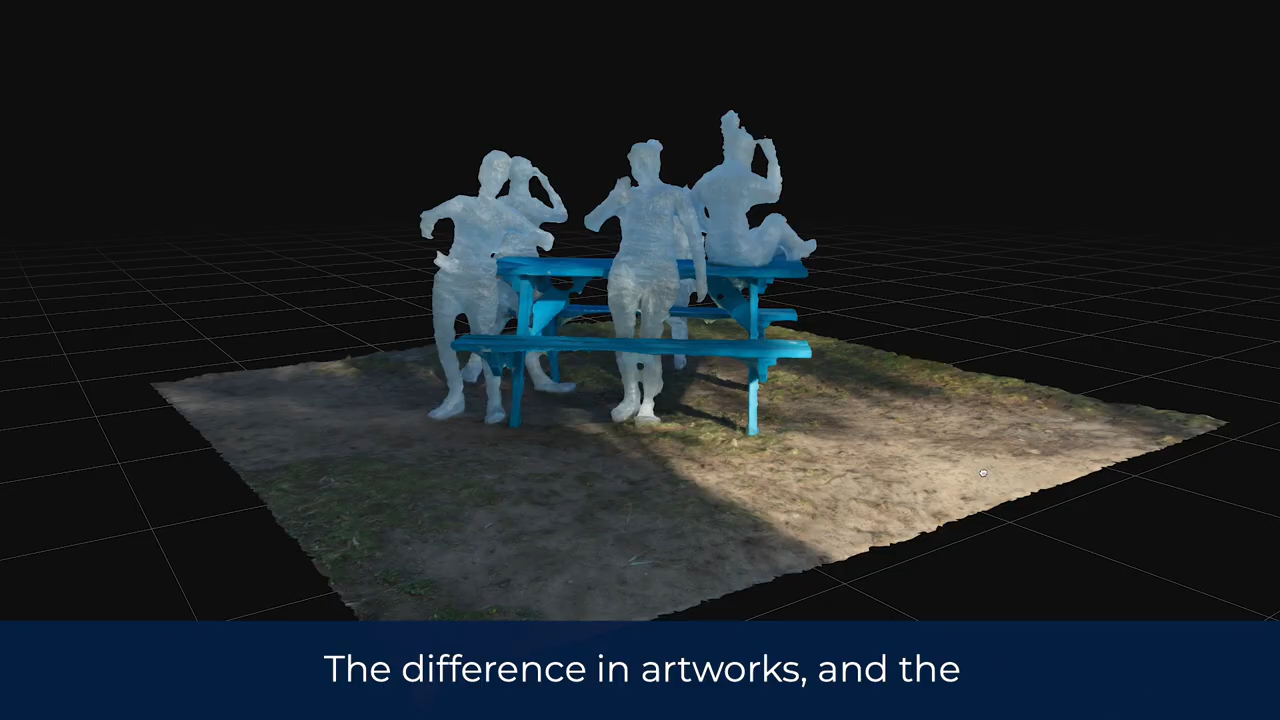 The difference in artworks, and the